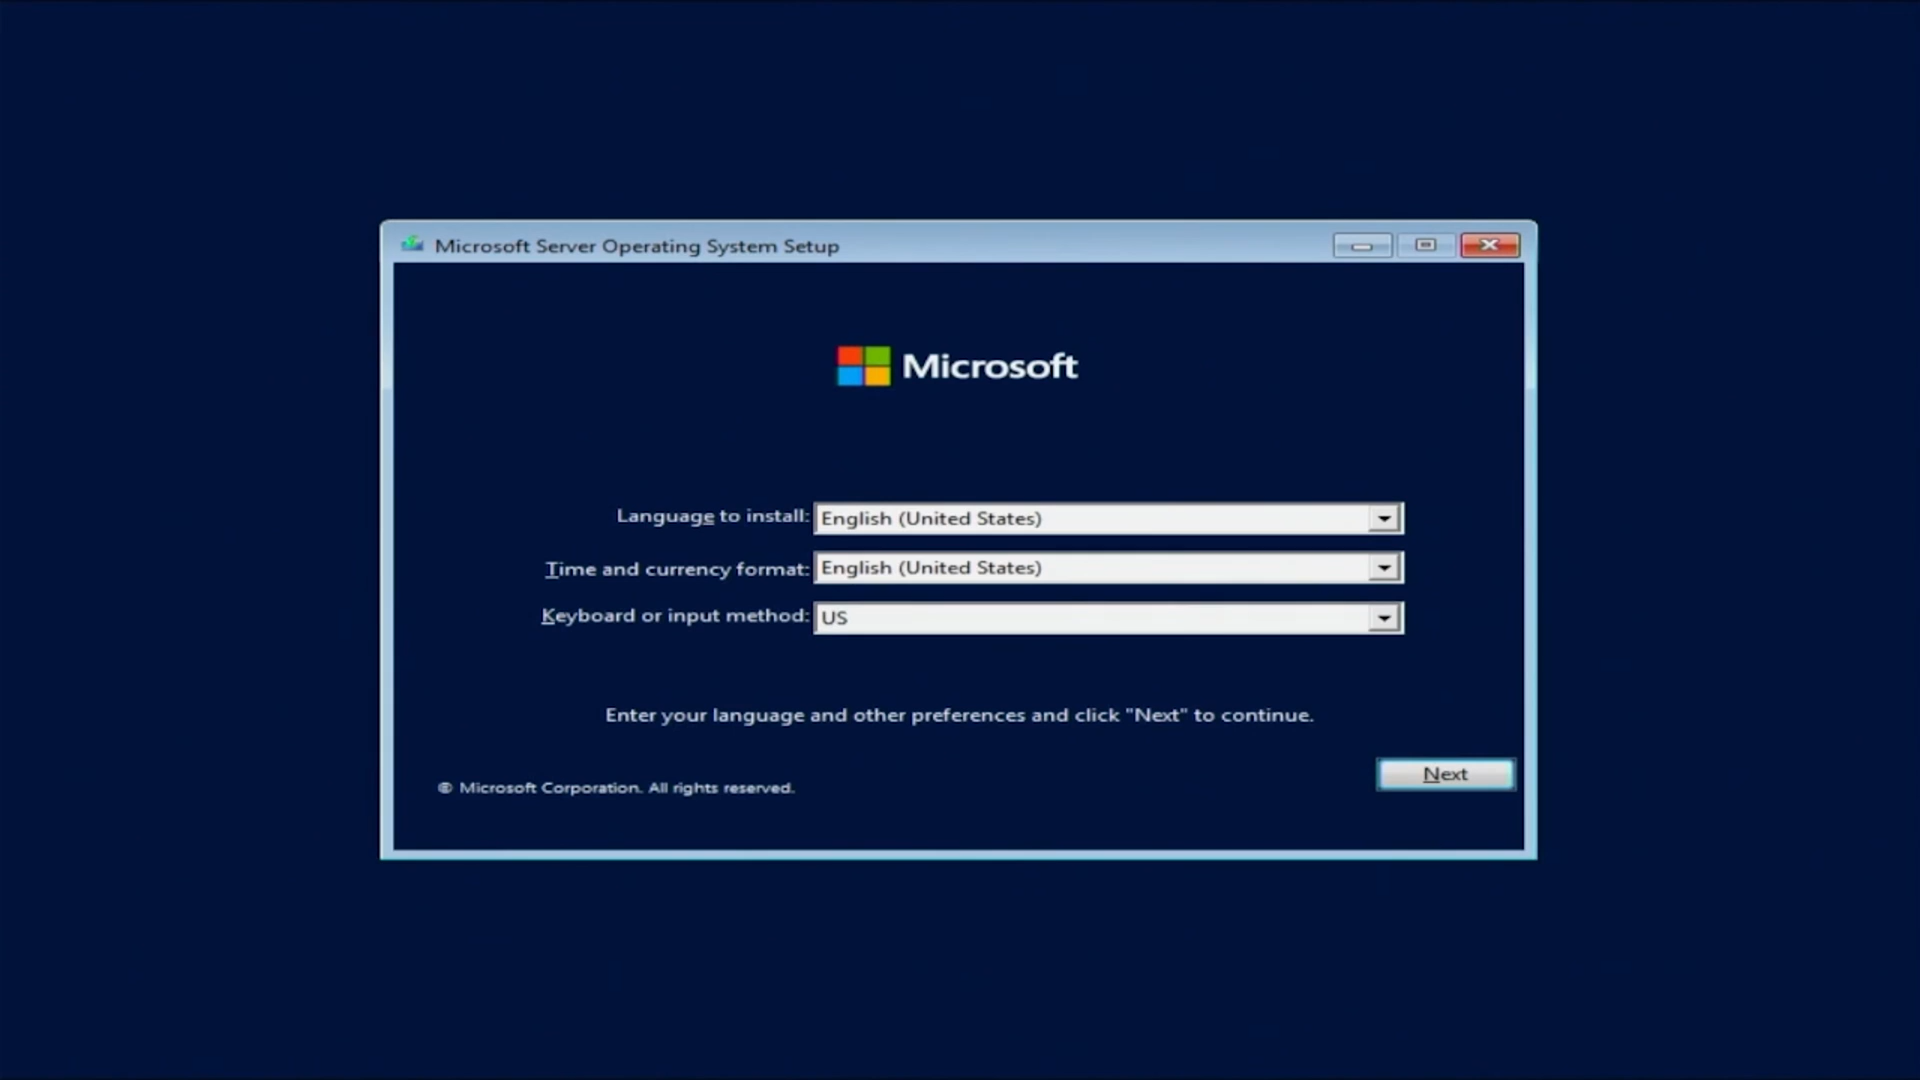 Microsoft Server Operating System Setup
Microsoft
Language to install: English (United States)
Time and currency format: English (United States)
Keyboard or input method: US
Enter your language and other preferences and click "Next" to continue.
Next
© Microsoft Corporation. All rights reserved.